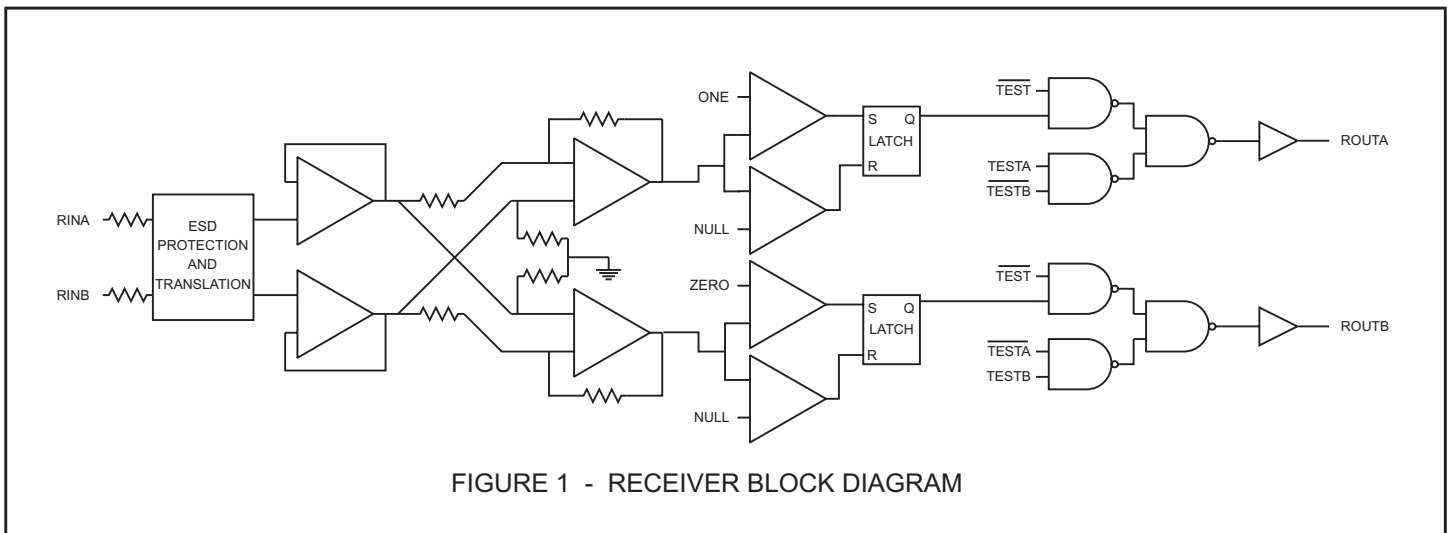 RINA
RINB
ESD
PROTECTION
AND
TRANSLATION
ONE
NULL
S Q
LATCH
R
TEST
TESTA
TESTB
ROUTA
ZERO
NULL
S Q
LATCH
R
TEST
TESTA
TESTB
ROUTB
FIGURE 1 - RECEIVER BLOCK DIAGRAM